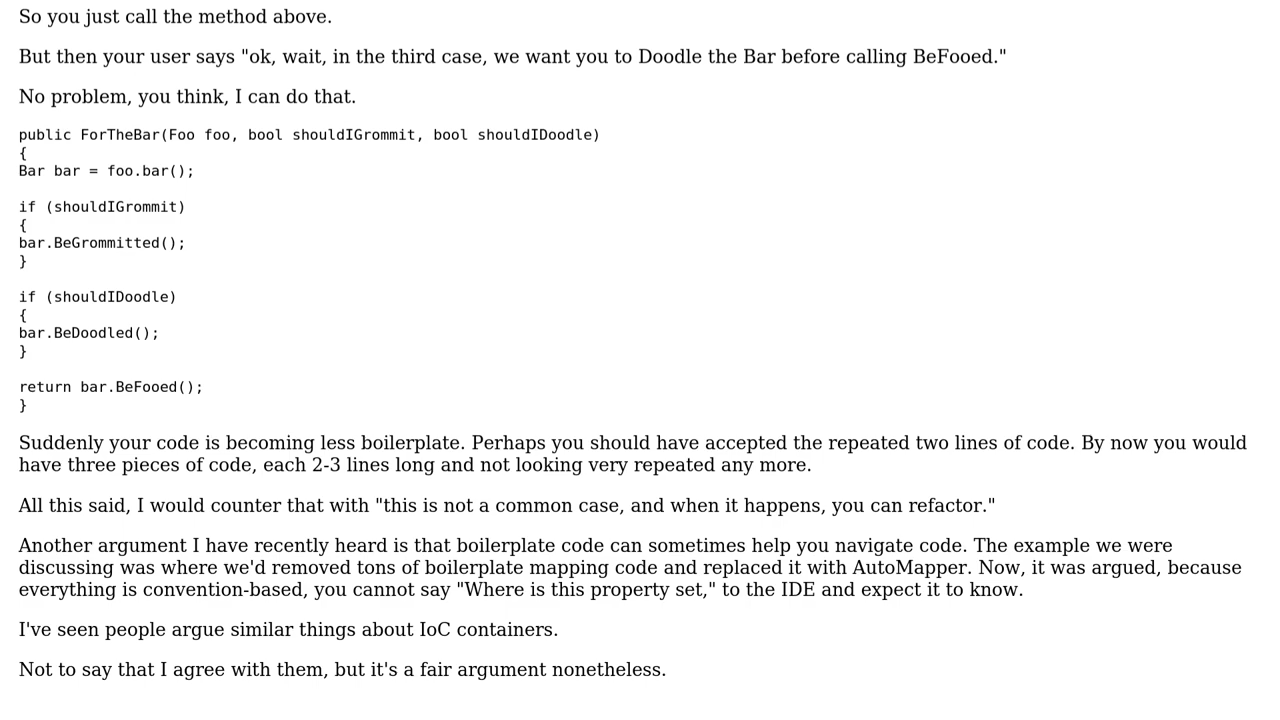 So you just call the method above.
But then your user says "ok, wait, in the third case, we want you to Doodle the Bar before calling BeFooed."
No problem, you think, I can do that.
public ForTheBar(Foo foo, bool shouldIGrommit, bool shouldIDoodle)
{
Bar bar = foo.bar();
if (shouldIGrommit)
{
bar.BeGrommitted();
}
if (shouldIDoodle)
{
bar.BeDoodled();
}
return bar.BeFooed();
}
Suddenly your code is becoming less boilerplate. Perhaps you should have accepted the repeated two lines of code. By now you would
have three pieces of code, each 2-3 lines long and not looking very repeated any more.
All this said, I would counter that with "this is not a common case, and when it happens, you can refactor."
Another argument I have recently heard is that boilerplate code can sometimes help you navigate code. The example we were
discussing was where we'd removed tons of boilerplate mapping code and replaced it with AutoMapper. Now, it was argued, because
everything is convention-based, you cannot say "Where is this property set," to the IDE and expect it to know.
I've seen people argue similar things about IoC containers.
Not to say that I agree with them, but it's a fair argument nonetheless.